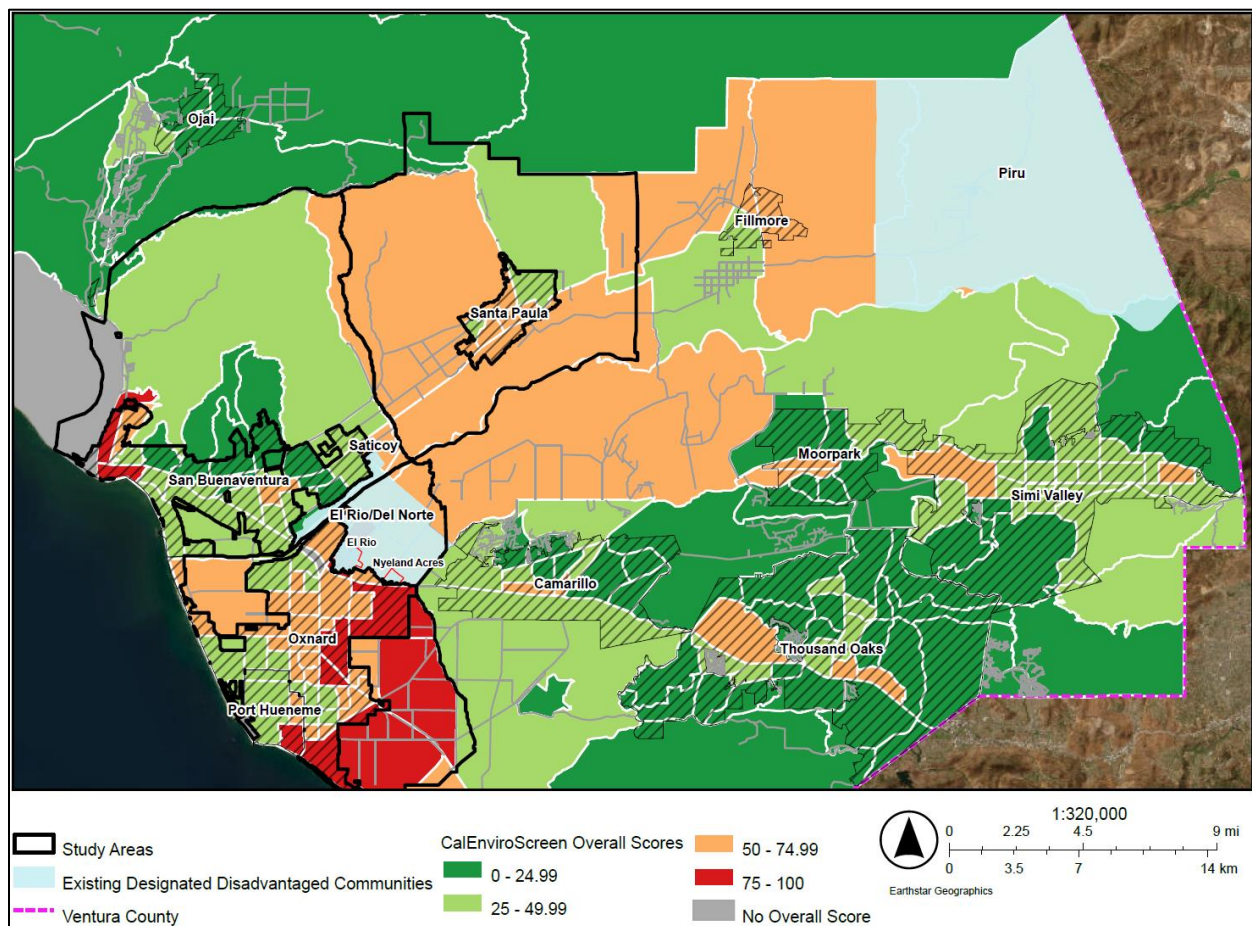 Ojai
Piru
Fillmore
Santa Paula
Saticoy
Moorpark
San Buenaventura
Simi Valley
El Rio/Del Norte
El Rio
Nyeland Acres
Camarillo
Oxnard
Thousand Oaks
Port Hueneme
Study Areas
Existing Designated Disadvantaged Communities
Ventura County
CalEnviroScreen Overall Scores
0 - 24.99
25 - 49.99
50 - 74.99
75 - 100
No Overall Score
1:320,000
0 2.25 4.5 9 mi
0 3.5 7 14 km
Earthstar Geographics